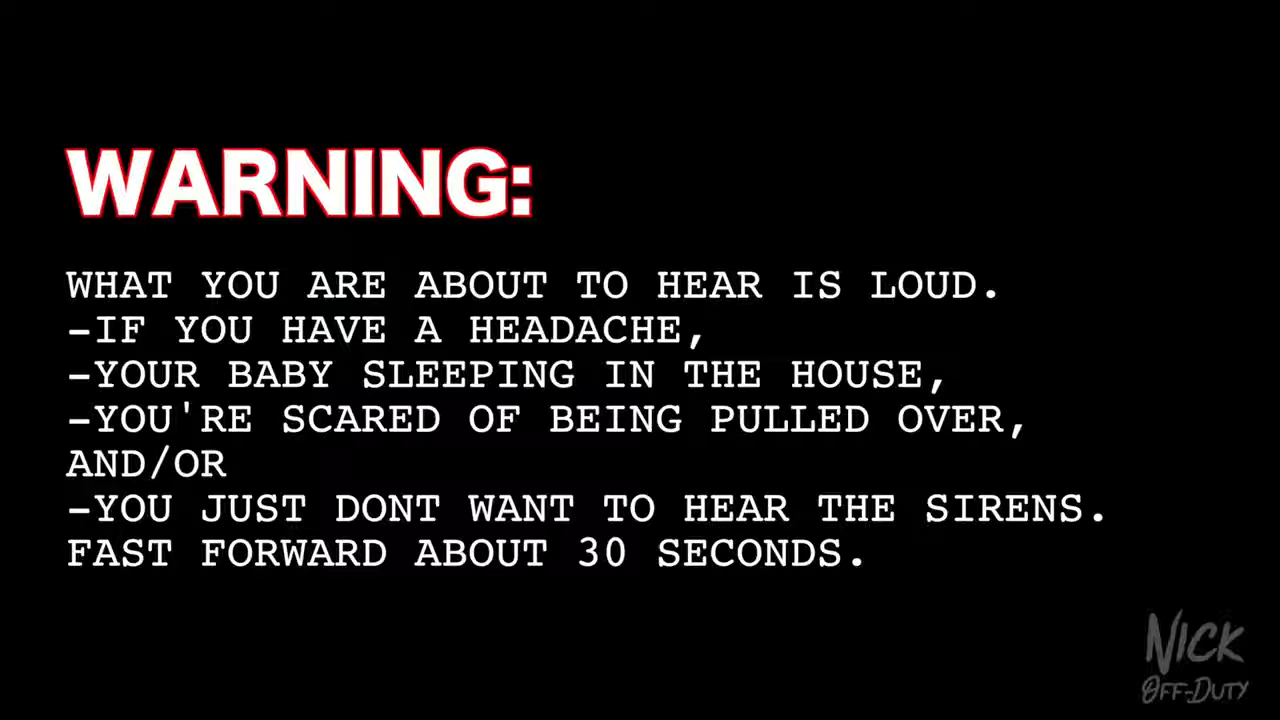 WARNING:
WHAT YOU ARE ABOUT TO HEAR IS LOUD.
-IF YOU HAVE A HEADACHE,
-YOUR BABY SLEEPING IN THE HOUSE,
-YOU'RE SCARED OF BEING PULLED OVER,
AND/OR
-YOU JUST DONT WANT TO HEAR THE SIRENS.
FAST FORWARD ABOUT 30 SECONDS.
NICK
OFF-DUTY